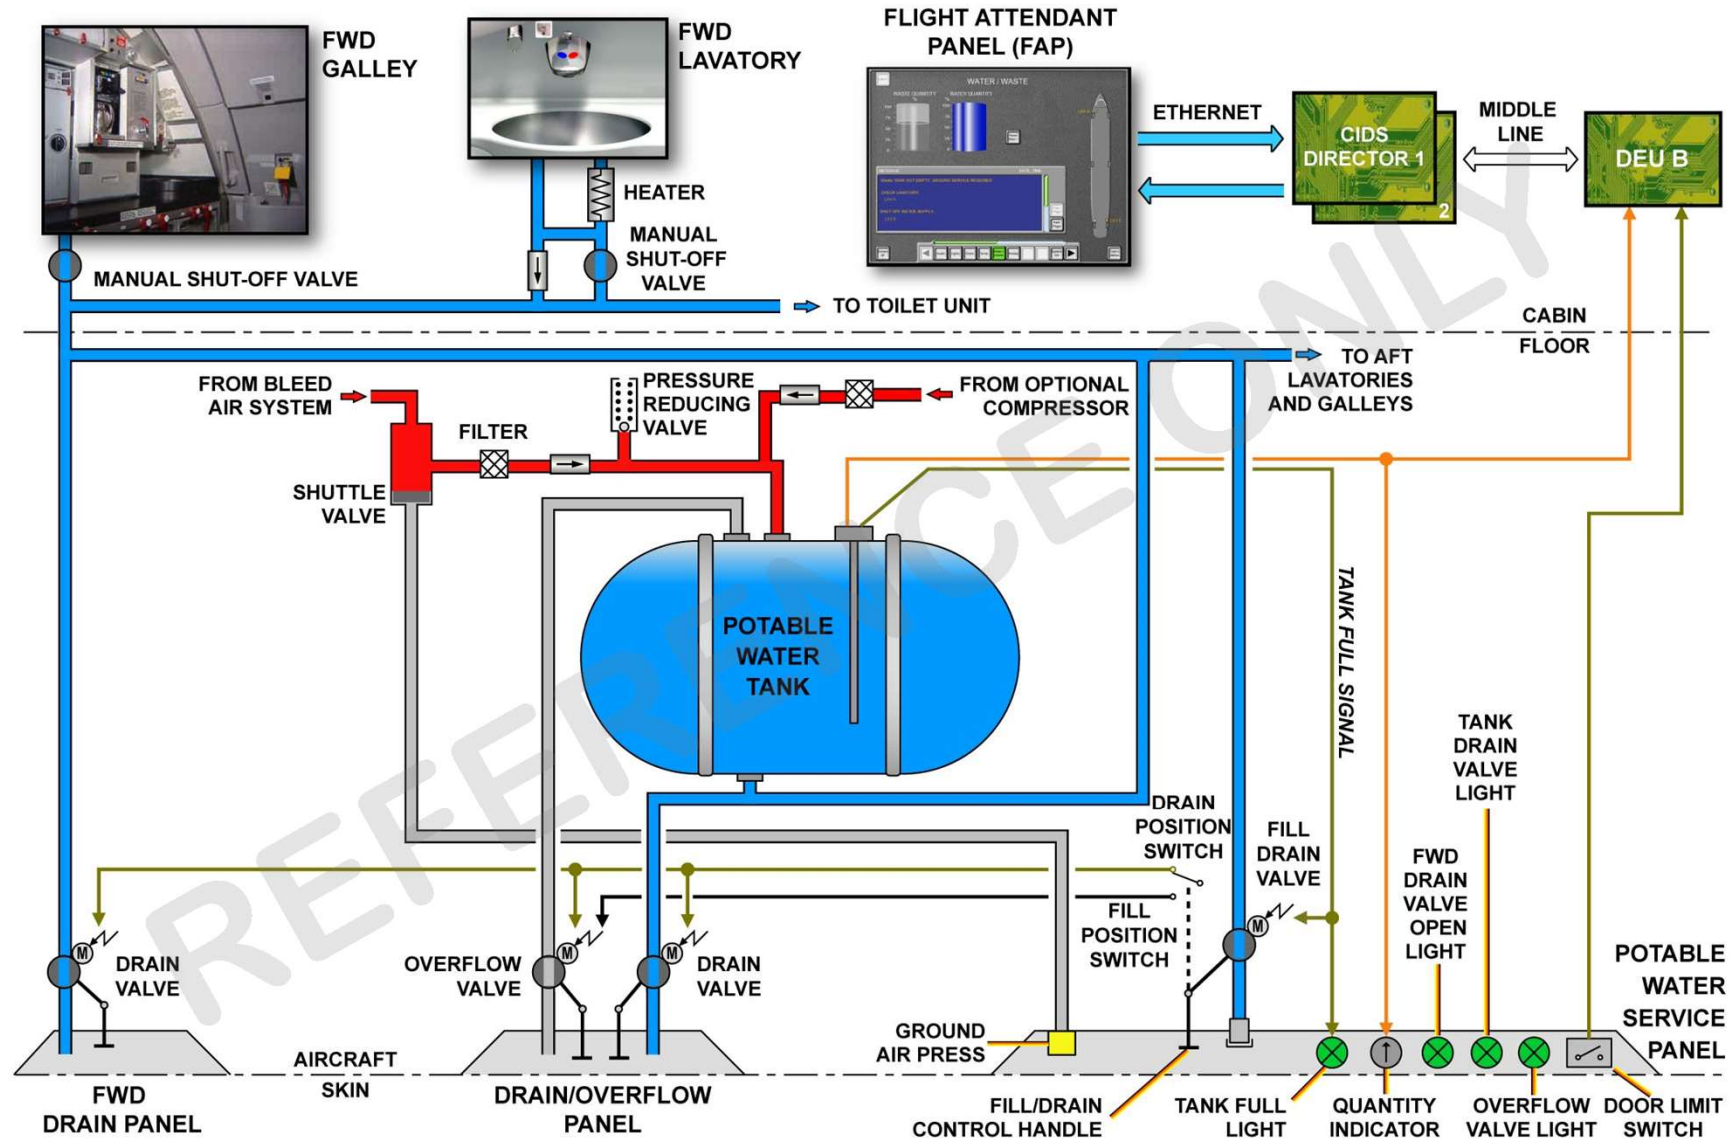 FWD
GALLEY
FWD
LAVATORY
FLIGHT ATTENDANT
PANEL (FAP)
WATER / WASTE
WASTE QUANTITY
%
WATER QUANTITY
%
ETHERNET
CIDS
DIRECTOR 1
2
MIDDLE
LINE
DEU B
HEATER
MANUAL
SHUT-OFF
VALVE
MANUAL SHUT-OFF VALVE
TO TOILET UNIT
CABIN
FLOOR
TO AFT
LAVATORIES
AND GALLEYS
FROM BLEED
AIR SYSTEM
PRESSURE
REDUCING
VALVE
FROM OPTIONAL
COMPRESSOR
FILTER
SHUTTLE
VALVE
POTABLE
WATER
TANK
TANK FULL SIGNAL
REFERENCE ONLY
TANK
DRAIN
VALVE
LIGHT
DRAIN
POSITION
SWITCH
FILL
DRAIN
VALVE
FWD
DRAIN
VALVE
OPEN
LIGHT
FILL
POSITION
SWITCH
M
DRAIN
VALVE
M
OVERFLOW
VALVE
M
DRAIN
VALVE
M
POTABLE
WATER
SERVICE
PANEL
GROUND
AIR PRESS
AIRCRAFT
SKIN
FWD
DRAIN PANEL
DRAIN/OVERFLOW
PANEL
FILL/DRAIN
CONTROL HANDLE
TANK FULL
LIGHT
QUANTITY
INDICATOR
OVERFLOW
VALVE LIGHT
DOOR LIMIT
SWITCH